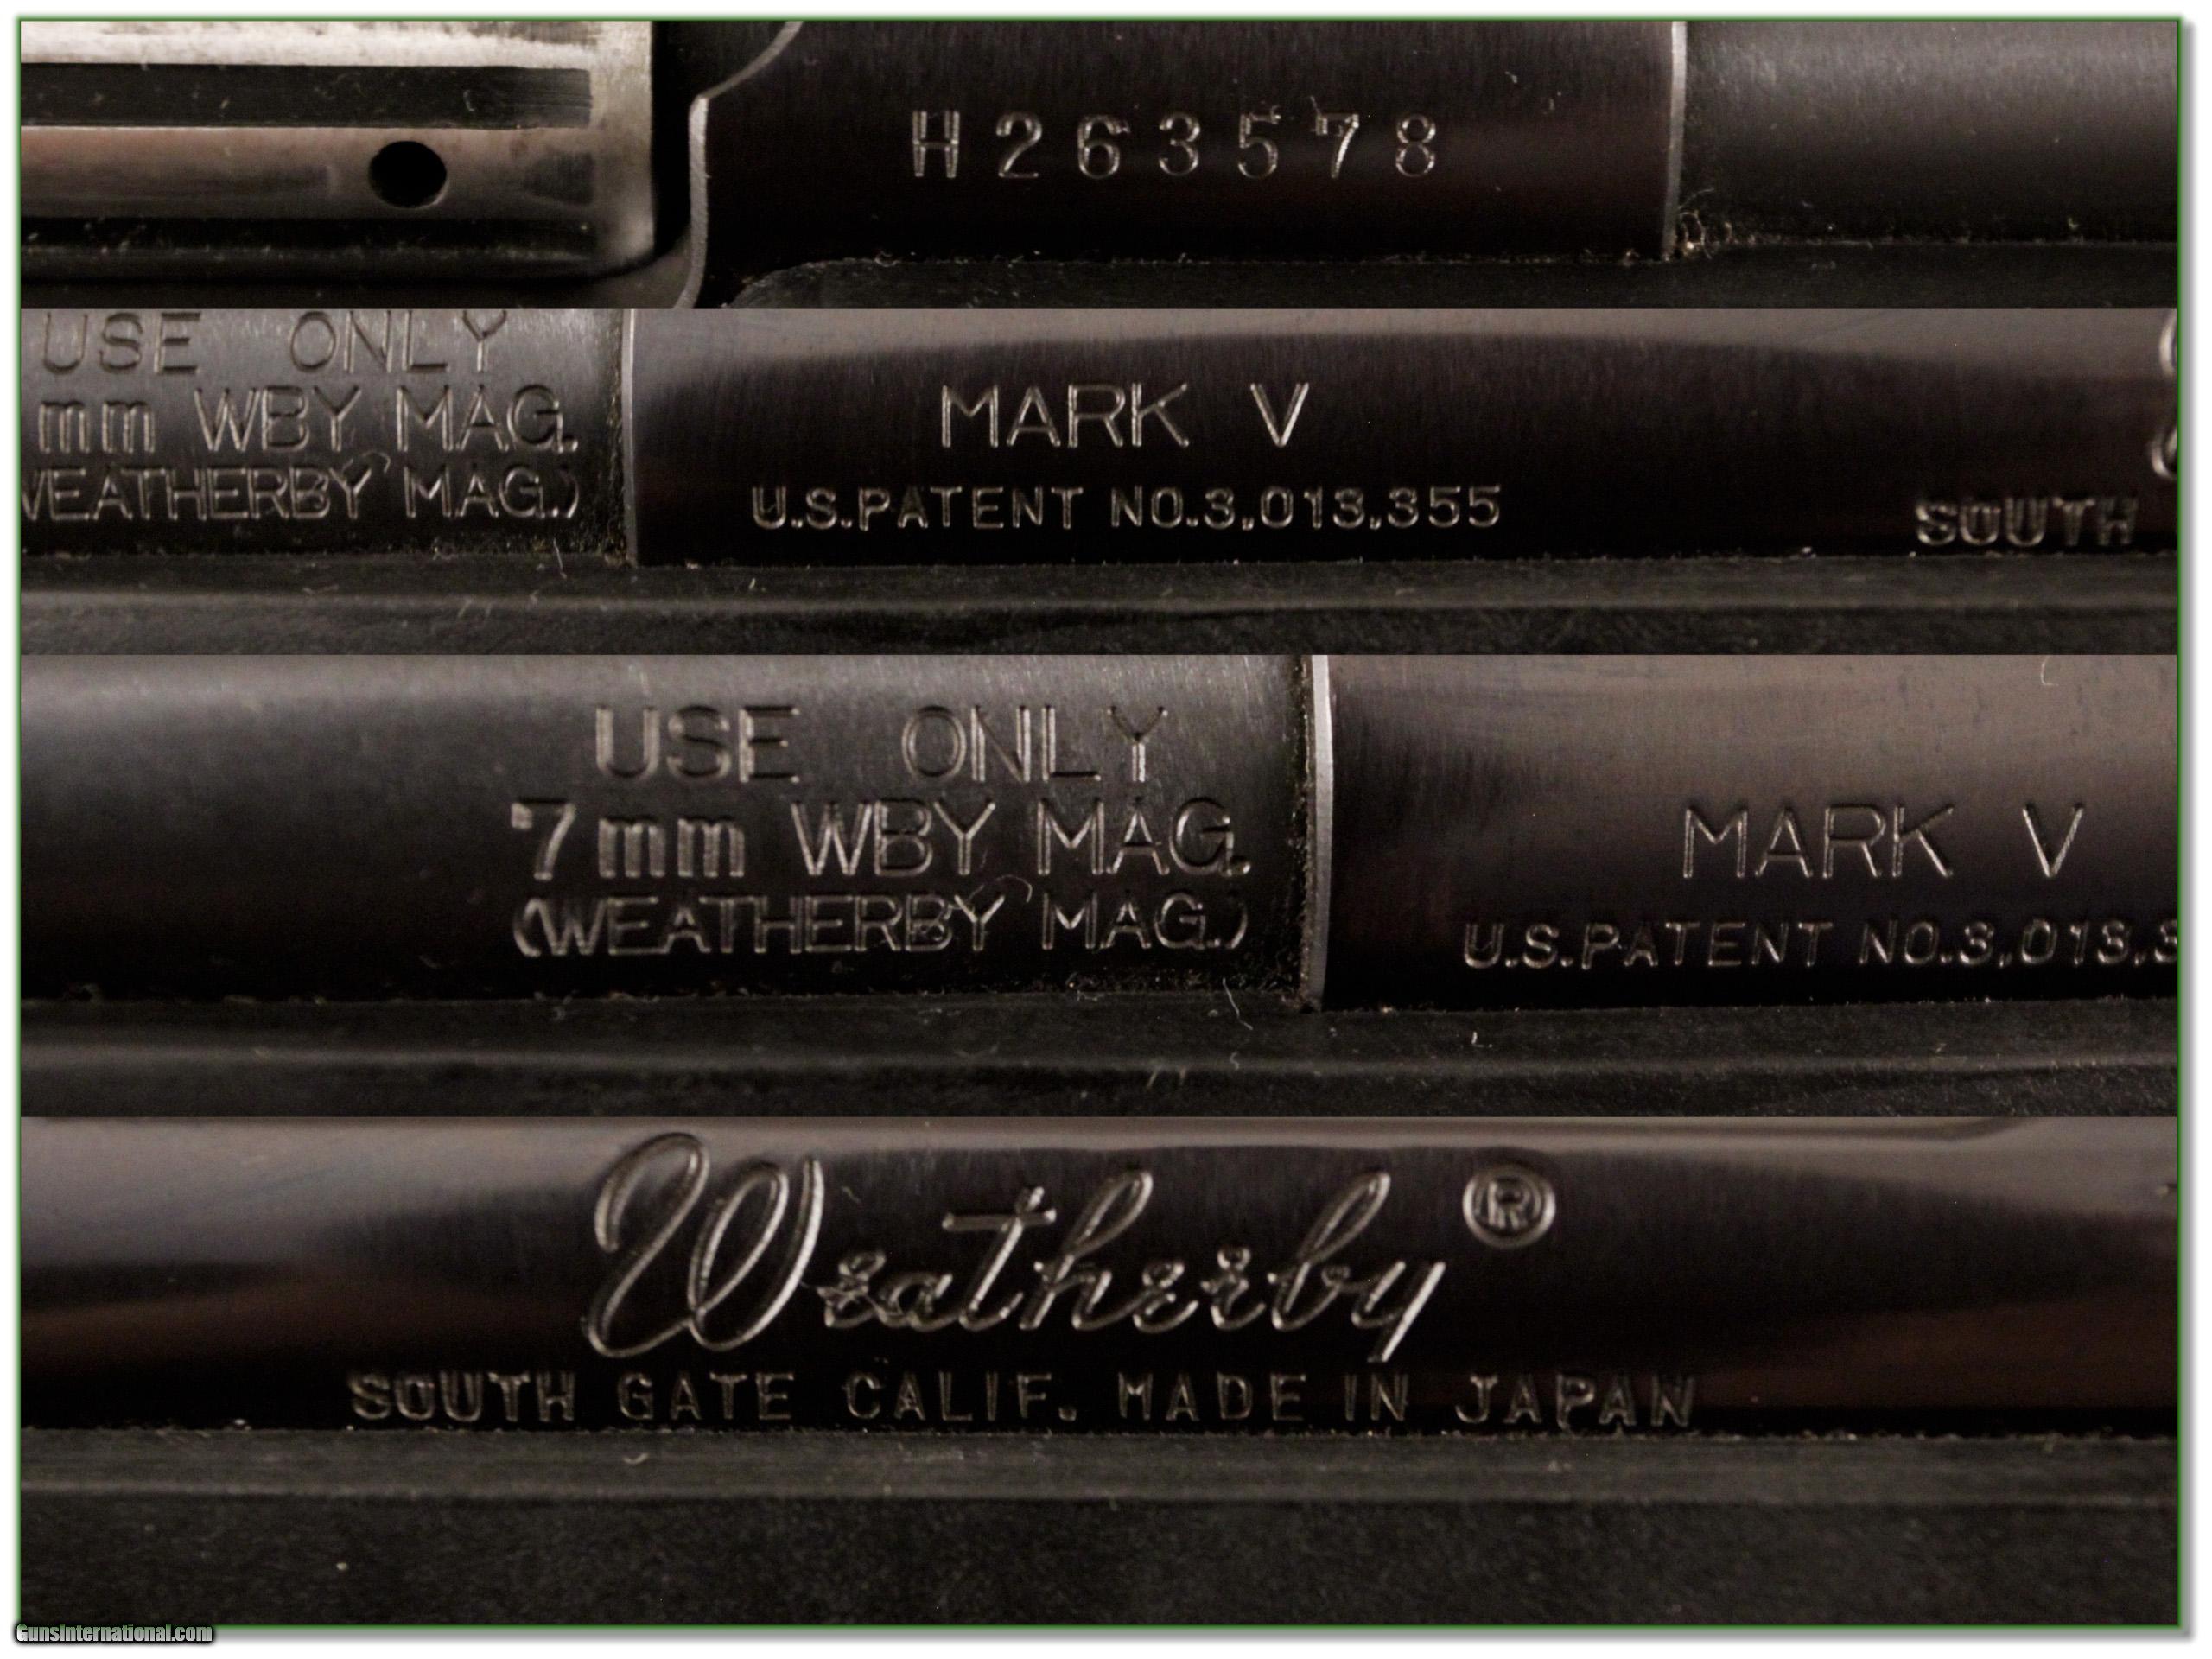 H263578
USE ONLY
mm WBY MAG.
WEATHERBY MAG.)
MARK V
U.S.PATENT NO.3,013,355
SOUTH
USE ONLY
7mm WBY MAG.
(WEATHERBY MAG.)
MARK V
U.S.PATENT NO.3,013,3
Weatherby ®
SOUTH GATE CALIF. MADE IN JAPAN
GunsInternational.com